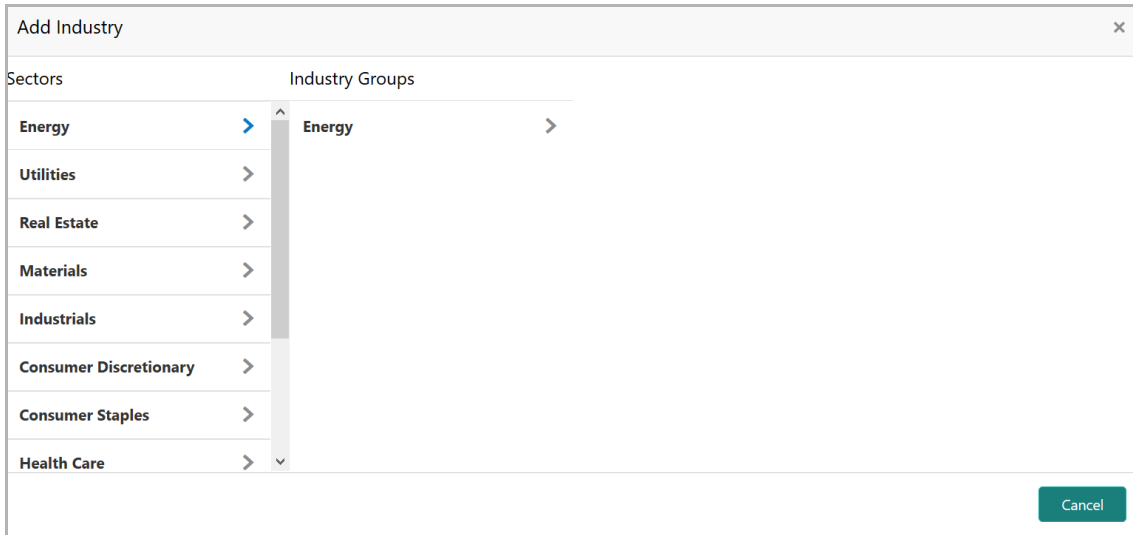 Add Industry
Sectors
Industry Groups
Energy
Energy
Utilities
Real Estate
Materials
Industrials
Consumer Discretionary
Consumer Staples
Health Care
Cancel